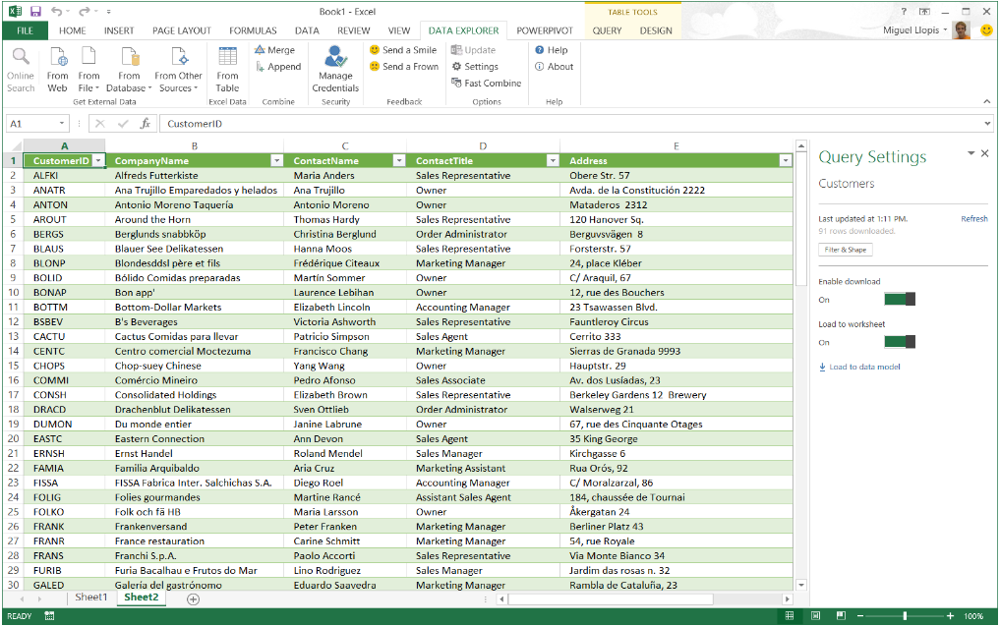 Book1 - Excel
TABLE TOOLS
FILE HOME INSERT PAGE LAYOUT FORMULAS DATA REVIEW VIEW DATA EXPLORER POWERPIVOT QUERY DESIGN Miguel Llopis
Online Search
From Web
From File
From Database
From Other Sources
Get External Data
From Table
Excel Data
Merge
Append
Combine
Manage Credentials
Security
Send a Smile
Send a Frown
Feedback
Update
Settings
Fast Combine
Options
Help
About
Help
A1 fx CustomerID
A B C D E
1 CustomerID CompanyName ContactName ContactTitle Address
2 ALFKI Alfreds Futterkiste Maria Anders Sales Representative Obere Str. 57
3 ANATR Ana Trujillo Emparedados y helados Ana Trujillo Owner Avda. de la Constitución 2222
4 ANTON Antonio Moreno Taquería Antonio Moreno Owner Mataderos 2312
5 AROUT Around the Horn Thomas Hardy Sales Representative 120 Hanover Sq.
6 BERGS Berglunds snabbköp Christina Berglund Order Administrator Berguvsvägen 8
7 BLAUS Blauer See Delikatessen Hanna Moos Sales Representative Forsterstr. 57
8 BLONP Blondesddsl père et fils Frédérique Citeaux Marketing Manager 24, place Kléber
9 BOLID Bólido Comidas preparadas Martín Sommer Owner C/ Araquil, 67
10 BONAP Bon app' Laurence Lebihan Owner 12, rue des Bouchers
11 BOTTM Bottom-Dollar Markets Elizabeth Lincoln Accounting Manager 23 Tsawassen Blvd.
12 BSBEV B's Beverages Victoria Ashworth Sales Representative Fauntleroy Circus
13 CACTU Cactus Comidas para llevar Patricio Simpson Sales Agent Cerrito 333
14 CENTC Centro comercial Moctezuma Francisco Chang Marketing Manager Sierras de Granada 9993
15 CHOPS Chop-suey Chinese Yang Wang Owner Hauptstr. 29
16 COMMI Comércio Mineiro Pedro Afonso Sales Associate Av. dos Lusíadas, 23
17 CONSH Consolidated Holdings Elizabeth Brown Sales Representative Berkeley Gardens 12 Brewery
18 DRACD Drachenblut Delikatessen Sven Ottlieb Order Administrator Walserweg 21
19 DUMON Du monde entier Janine Labrune Owner 67, rue des Cinquante Otages
20 EASTC Eastern Connection Ann Devon Sales Agent 35 King George
21 ERNSH Ernst Handel Roland Mendel Sales Manager Kirchgasse 6
22 FAMIA Familia Arquibaldo Aria Cruz Marketing Assistant Rua Orós, 92
23 FISSA FISSA Fabrica Inter. Salchichas S.A. Diego Roel Accounting Manager C/ Moralzarzal, 86
24 FOLIG Folies gourmandes Martine Rancé Assistant Sales Agent 184, chaussée de Tournai
25 FOLKO Folk och fä HB Maria Larsson Owner Åkergatan 24
26 FRANK Frankenversand Peter Franken Marketing Manager Berliner Platz 43
27 FRANR France restauration Carine Schmitt Marketing Manager 54, rue Royale
28 FRANS Franchi S.p.A. Paolo Accorti Sales Representative Via Monte Bianco 34
29 FURIB Furia Bacalhau e Frutos do Mar Lino Rodriguez Sales Manager Jardim das rosas n. 32
30 GALED Galería del gastrónomo Eduardo Saavedra Marketing Manager Rambla de Cataluña, 23
Query Settings
Customers
Last updated at 1:11 PM. Refresh
91 rows downloaded.
Filter & Shape
Enable download
On
Load to worksheet
On
Load to data model
Sheet1 Sheet2
READY 100%